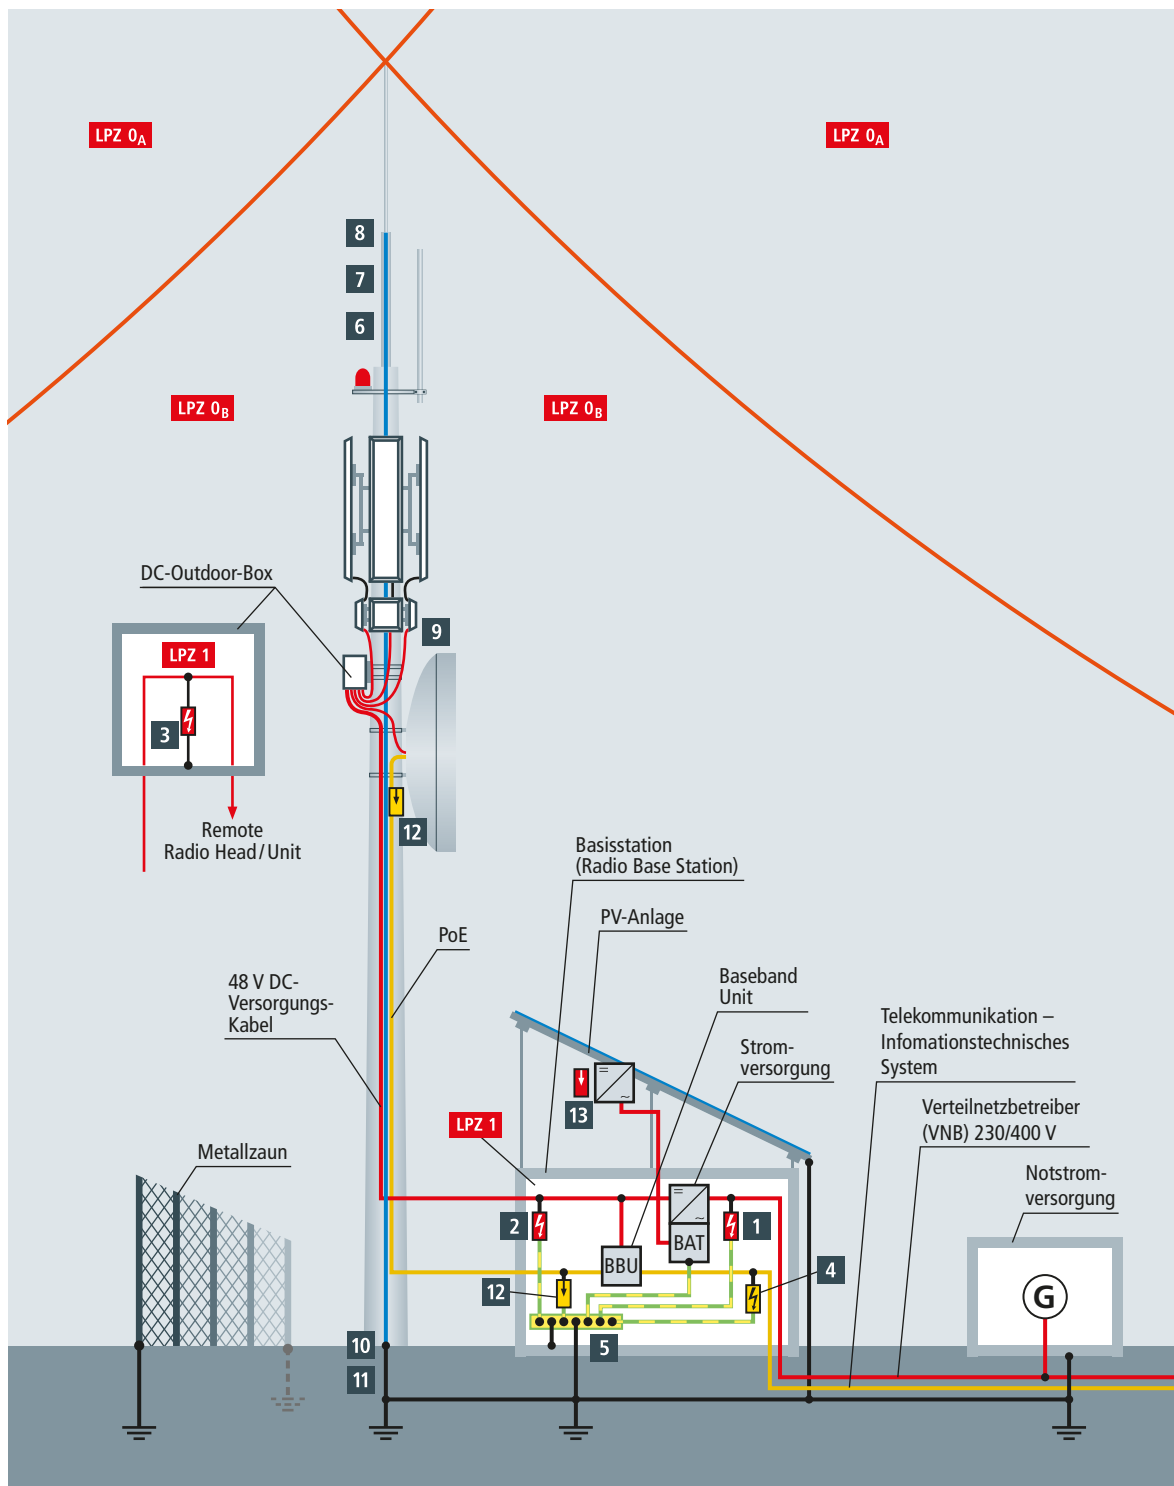 LPZ 0A
LPZ 0A
8
7
6
LPZ 0B
LPZ 0B
DC-Outdoor-Box
9
LPZ 1
3
12
Remote
Radio Head / Unit
Basisstation
(Radio Base Station)
PV-Anlage
PoE
48 V DC-
Versorgungs-
Kabel
Baseband
Unit
Strom-
versorgung
Telekommunikation –
Infomationstechnisches
System
=
~
13
Verteilnetzbetreiber
(VNB) 230/400 V
LPZ 1
Metallzaun
Notstrom-
versorgung
=
~
2
1
BAT
BBU
4
12
G
5
10
11